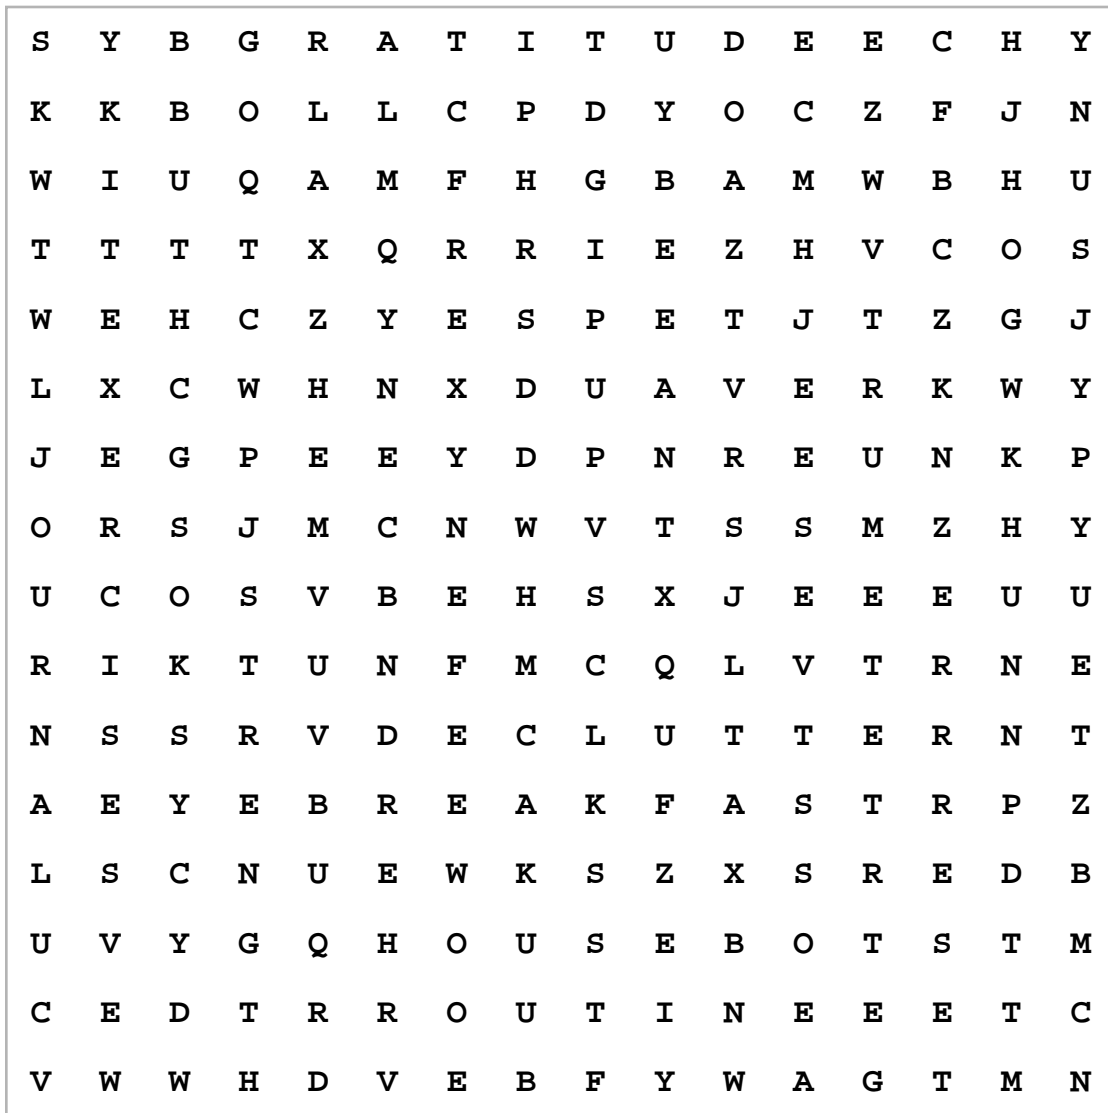 S Y B G R A T I T U D E E C H Y
K K B O L L C P D Y O C Z F J N
W I U Q A M F H G B A M W B H U
T T T T X Q R R I E Z H V C O S
W E H C Z Y E S P E T J T Z G J
L X C W H N X D U A V E R K W Y
J E G P E E Y D P N R E U N K P
O R S J M C N W V T S S M Z H Y
U C O S V B E H S X J E E E U U
R I K T U N F M C Q L V T R N E
N S S R V D E C L U T T E R N T
A E Y E B R E A K F A S T R P Z
L S C N U E W K S Z X S R E D B
U V Y G Q H O U S E B O T S T M
C E D T R R O U T I N E E E T C
V W W H D V E B F Y W A G T M N